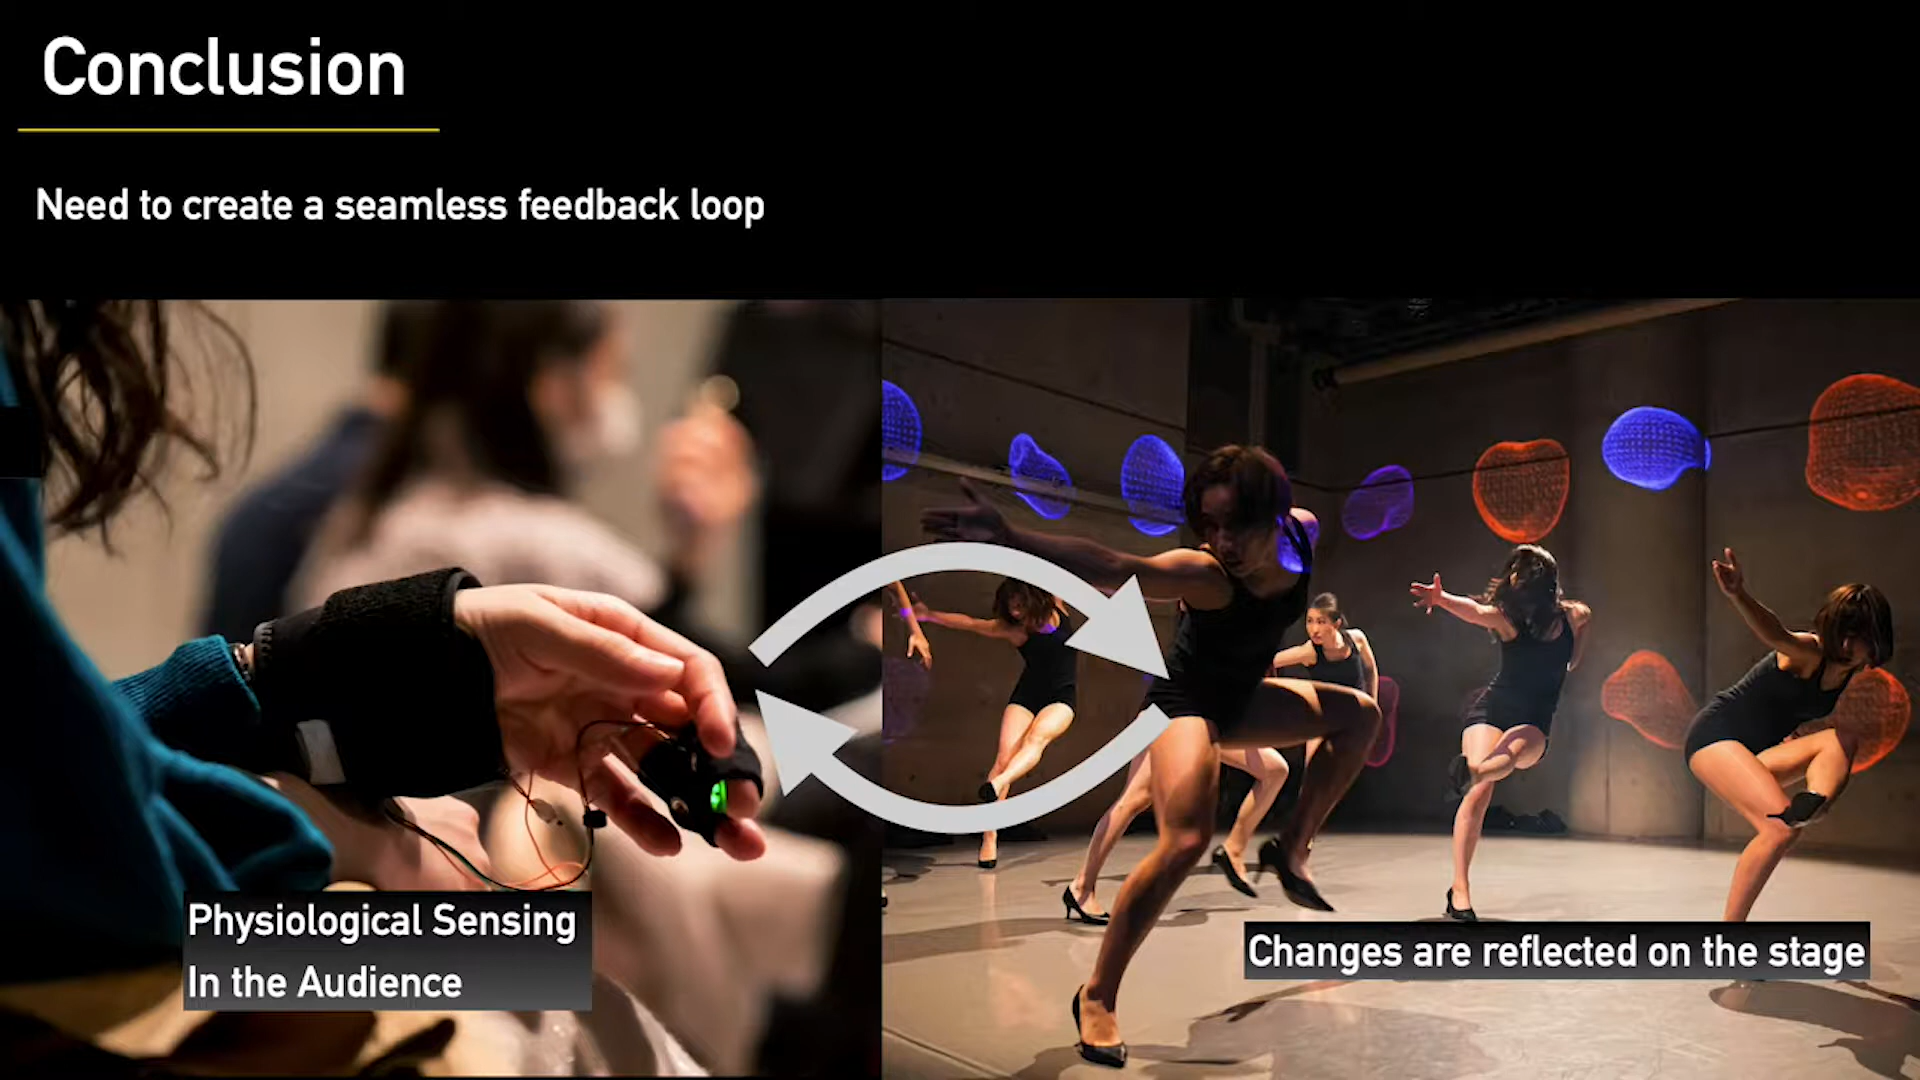 Conclusion
Need to create a seamless feedback loop
Physiological Sensing
In the Audience
Changes are reflected on the stage